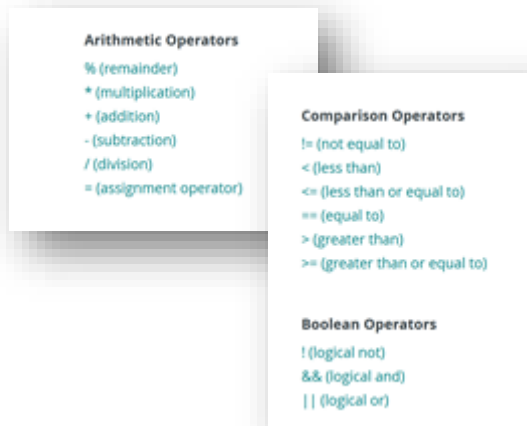 Arithmetic Operators
% (remainder)
* (multiplication)
+ (addition)
- (subtraction)
/ (division)
= (assignment operator)
Comparison Operators
!= (not equal to)
< (less than)
<= (less than or equal to)
== (equal to)
> (greater than)
>= (greater than or equal to)
Boolean Operators
! (logical not)
&& (logical and)
|| (logical or)